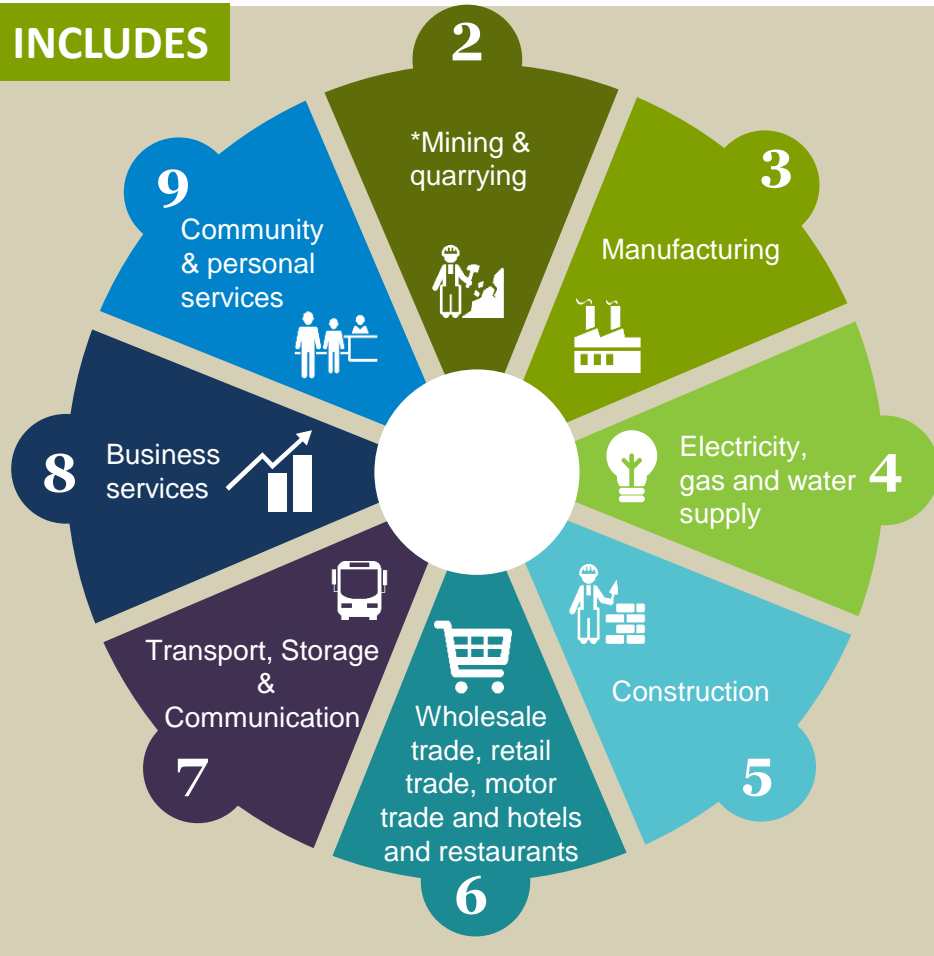 INCLUDES
2
*Mining &
quarrying
3
Manufacturing
4
Electricity,
gas and water
supply
5
Construction
6
Wholesale
trade, retail
trade, motor
trade and hotels
and restaurants
7
Transport, Storage
&
Communication
8
Business
services
9
Community
& personal
services